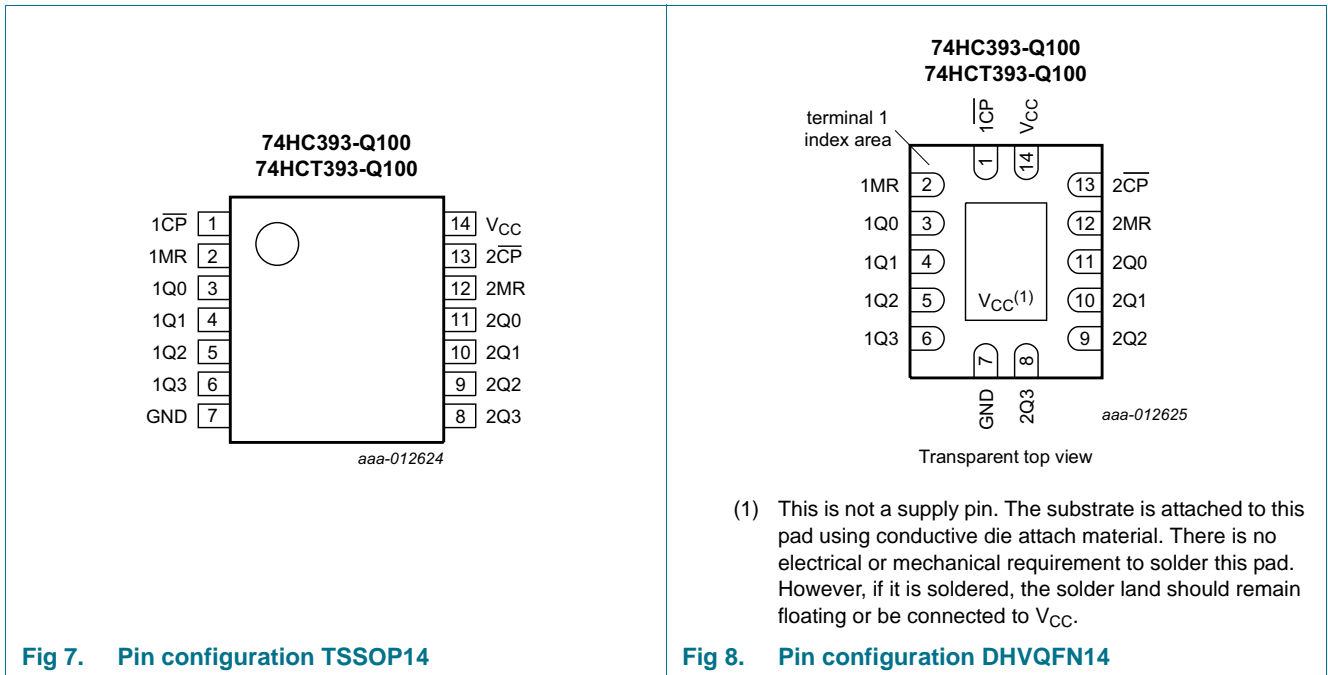 74HC393-Q100
74HCT393-Q100
1C̅P̅ 1
14 VCC
1MR 2
13 2C̅P̅
1Q0 3
12 2MR
1Q1 4
11 2Q0
1Q2 5
10 2Q1
1Q3 6
9 2Q2
GND 7
8 2Q3
aaa-012624
Fig 7. Pin configuration TSSOP14
74HC393-Q100
74HCT393-Q100
terminal 1
index area
1C̅P̅
VCC
1
14
1MR 2
13 2C̅P̅
1Q0 3
12 2MR
1Q1 4
11 2Q0
1Q2 5
10 2Q1
1Q3 6
9 2Q2
VCC(1)
7
8
GND
2Q3
aaa-012625
Transparent top view
(1) This is not a supply pin. The substrate is attached to this
pad using conductive die attach material. There is no
electrical or mechanical requirement to solder this pad.
However, if it is soldered, the solder land should remain
floating or be connected to VCC.
Fig 8. Pin configuration DHVQFN14